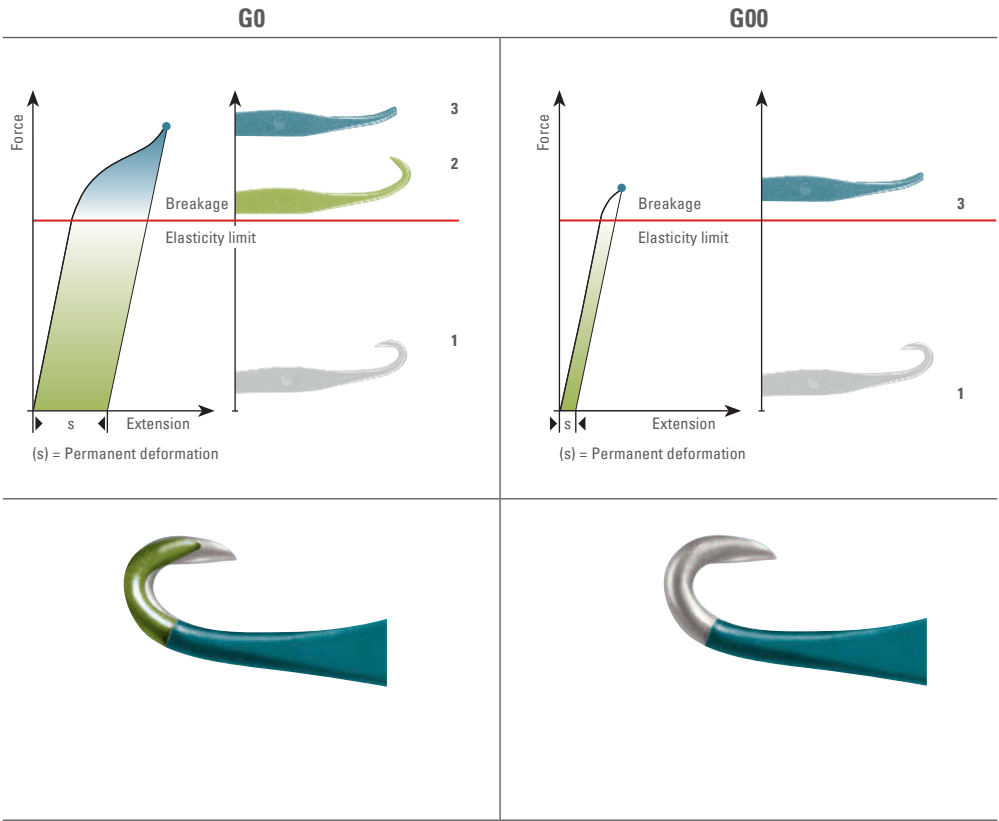 G0
G00
Force
3
2
Breakage
Elasticity limit
1
s
Extension
(s) = Permanent deformation
Force
3
Breakage
Elasticity limit
1
s
Extension
(s) = Permanent deformation